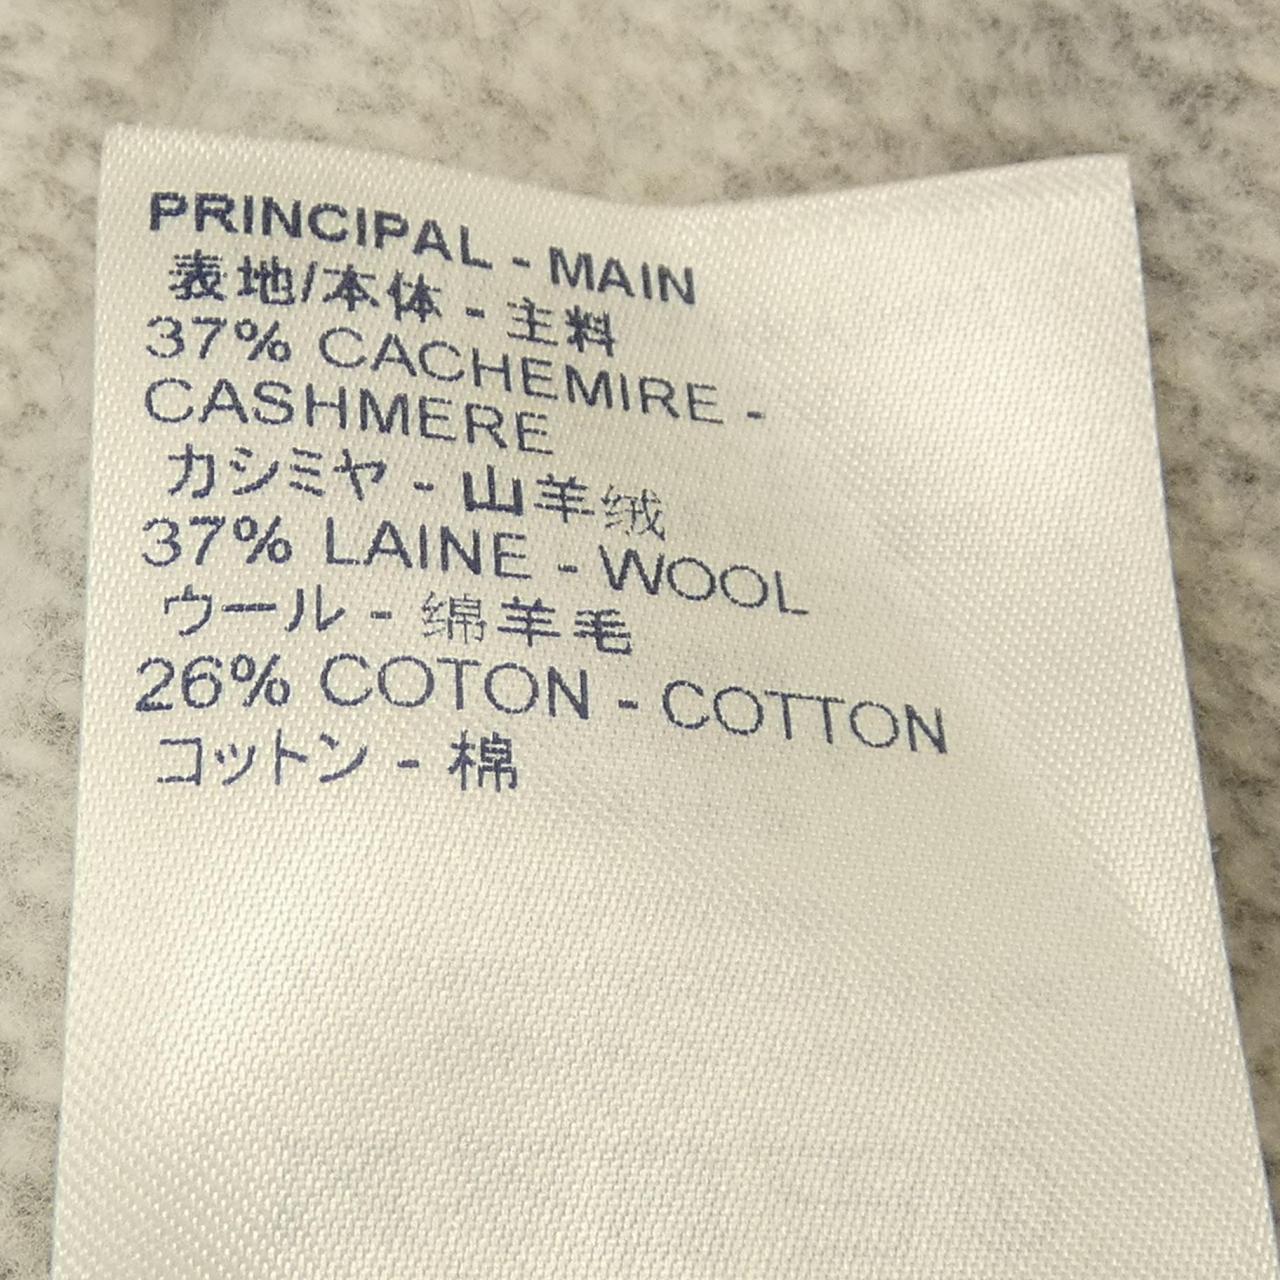 PRINCIPAL - MAIN
表地/本体 - 主料
37% CACHEMIRE -
CASHMERE
カシミヤ - 山羊绒
37% LAINE - WOOL
ウール - 绵羊毛
26% COTON - COTTON
コットン - 棉